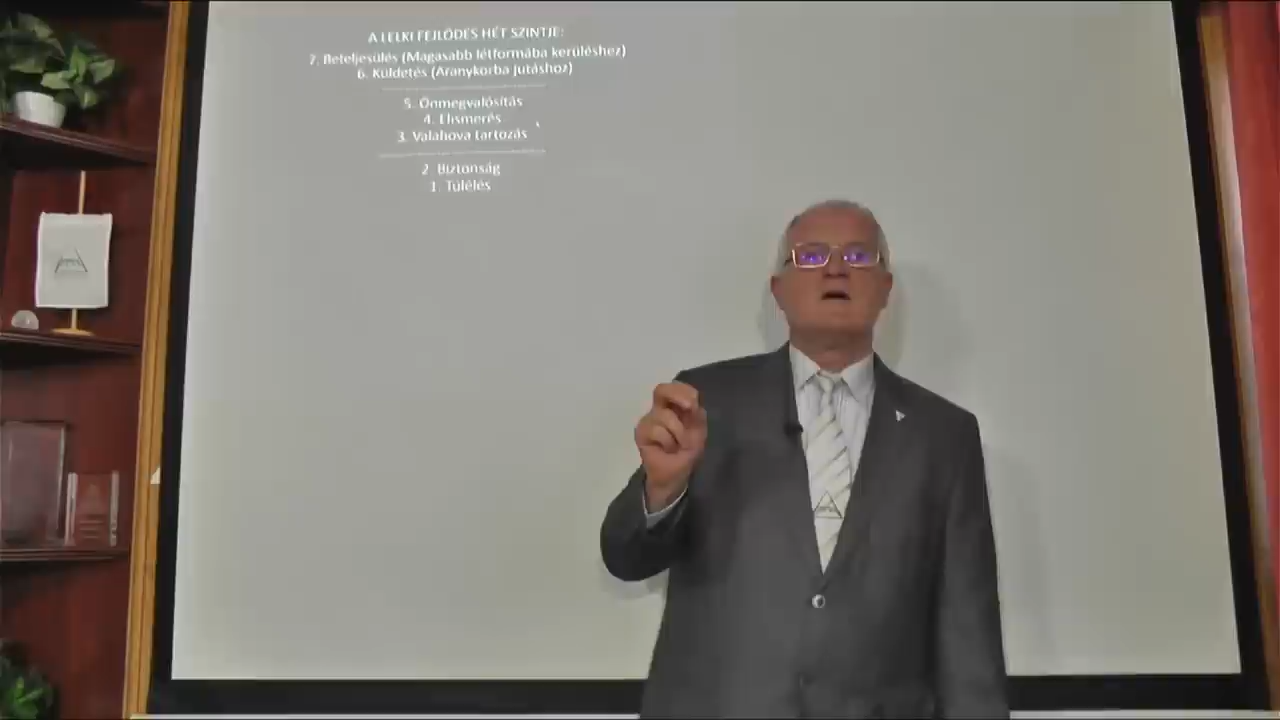 A LELKI FEJLŐDÉS HÉT SZINTJE:
7. Beteljesülés (Magasabb létformába kerüléshez)
6. Küldetés (Aranykorba jutáshoz)
5. Önmegvalósítás
4. Elismerés
3. Valahova tartozás
2. Biztonság
1. Túlélés